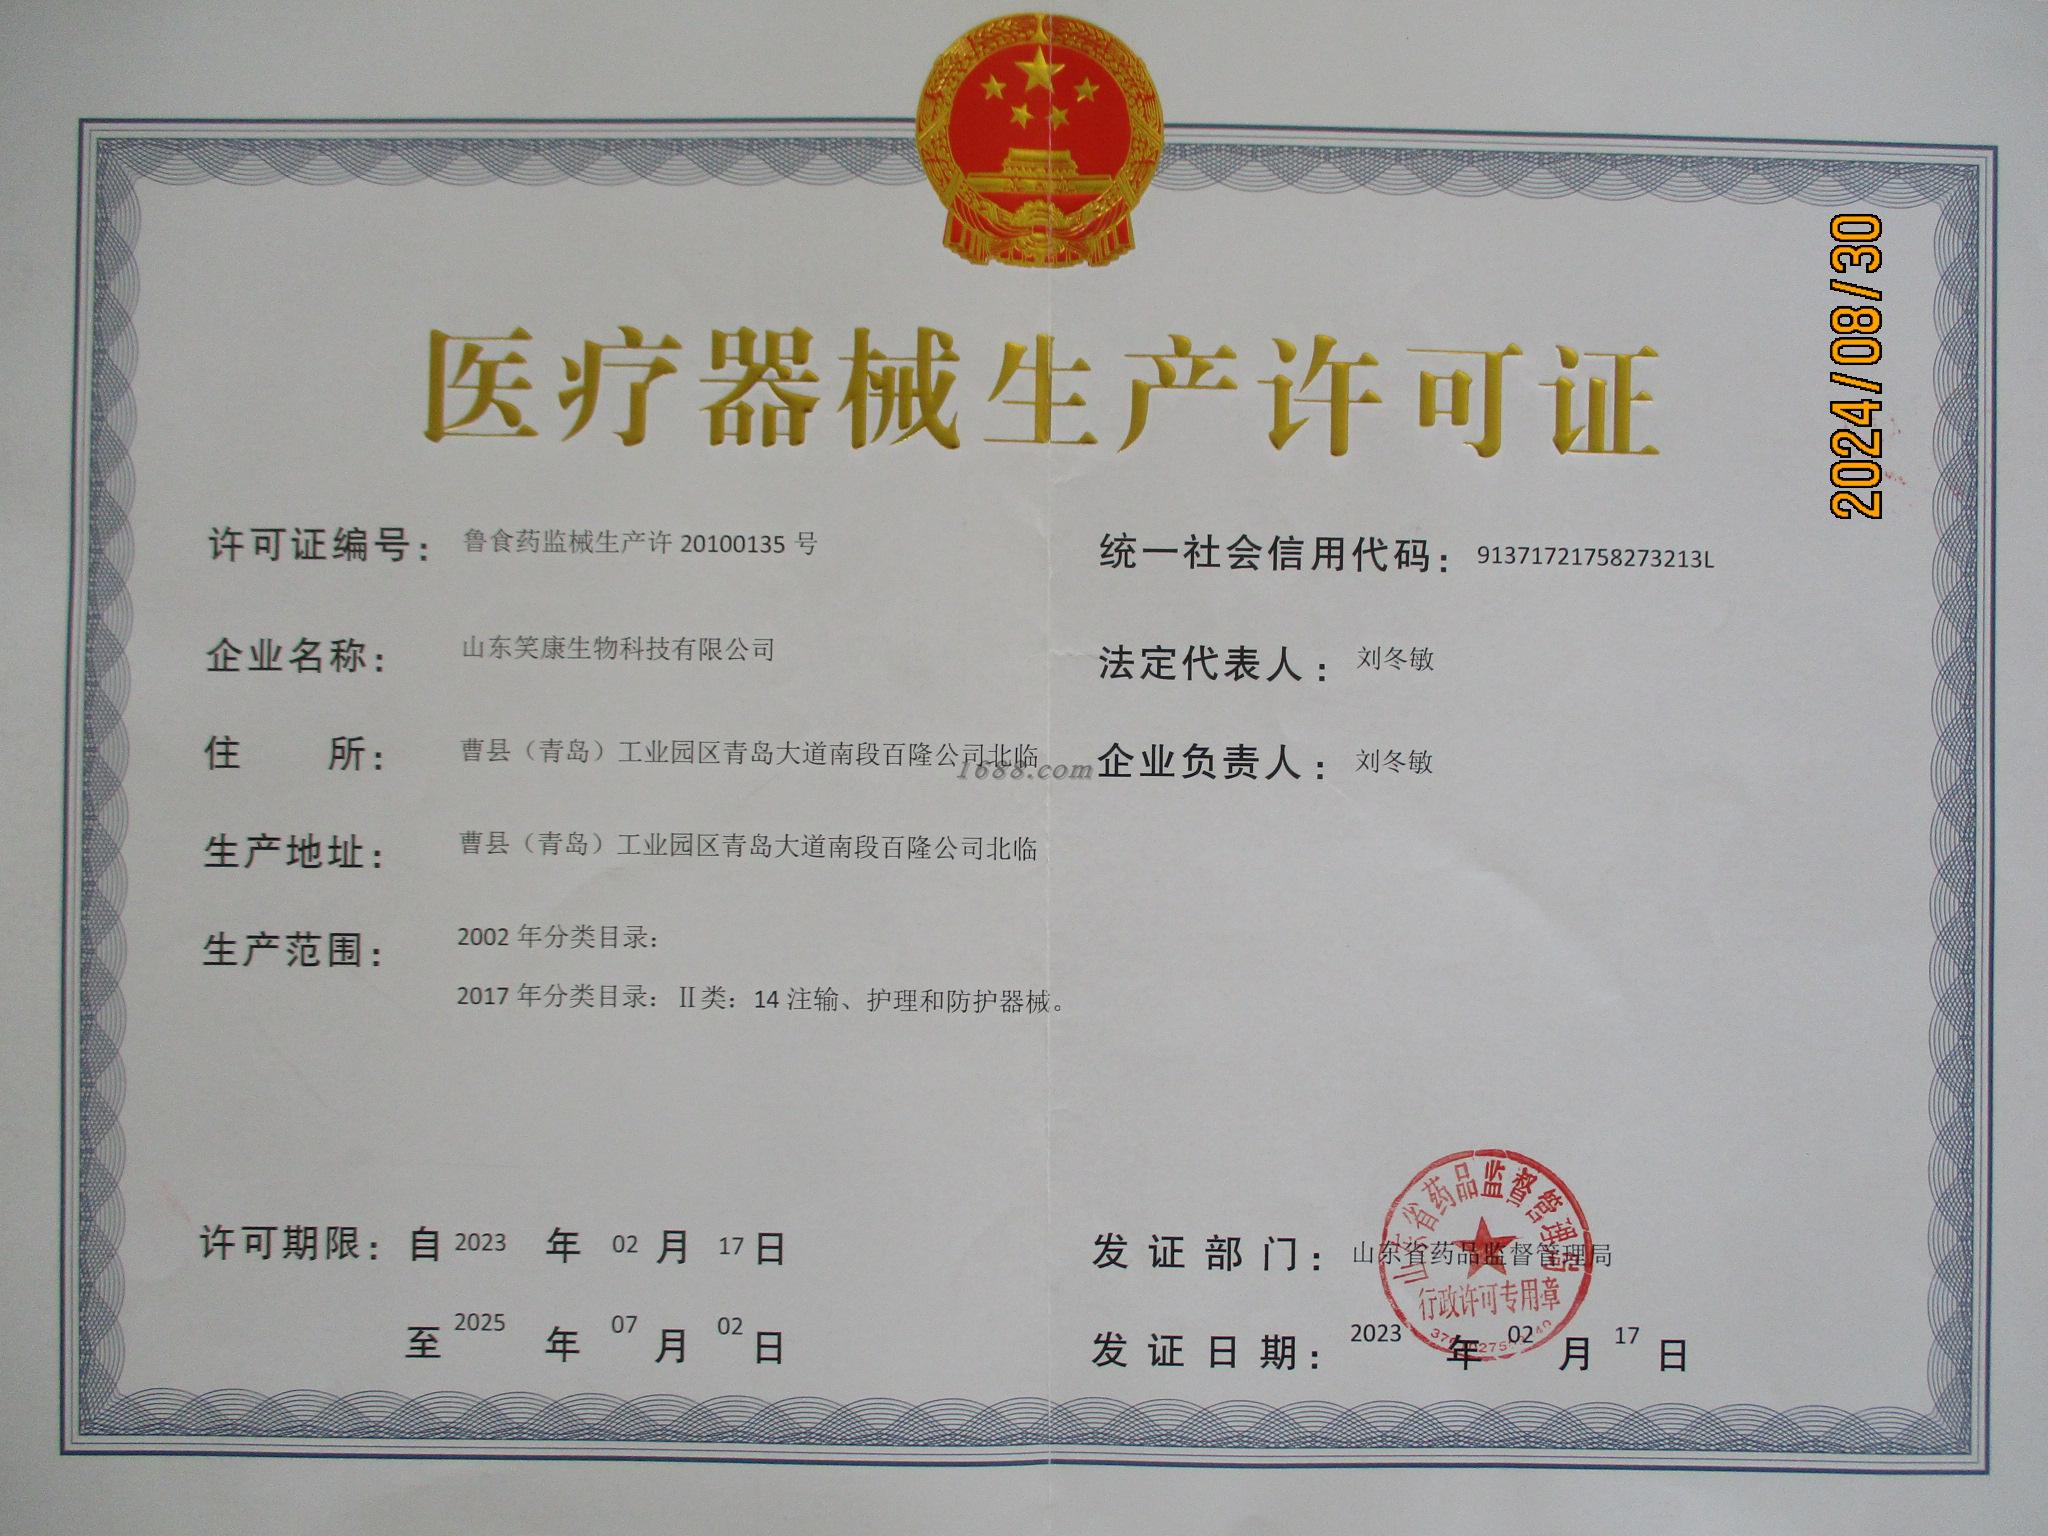 2024/08/30
医疗器械生产许可证
许可证编号： 鲁食药监械生产许 20100135 号
统一社会信用代码： 91371721758273213L
企业名称： 山东笑康生物科技有限公司
法定代表人： 刘冬敏
住 所： 曹县（青岛）工业园区青岛大道南段百隆公司北临
1688.com
企业负责人： 刘冬敏
生产地址： 曹县（青岛）工业园区青岛大道南段百隆公司北临
生产范围： 2002 年分类目录：
2017 年分类目录： Ⅱ类： 14 注输、护理和防护器械。
许可期限： 自 2023 年 02 月 17 日
发证部门： 山东省药品监督管理局
至 2025 年 07 月 02 日
发证日期： 2023 年 02 月 17 日
山东省药品监督管理局
行政许可专用章